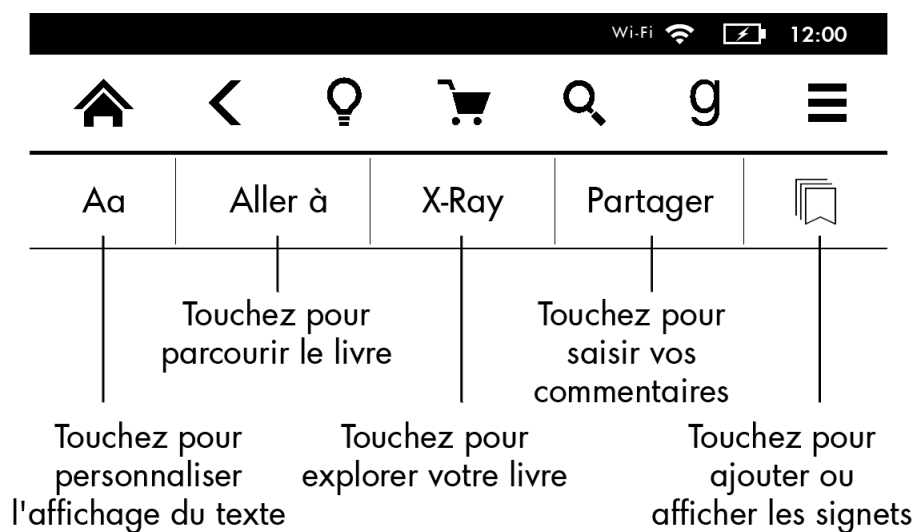 Wi-Fi 12:00
g
Aa Aller à X-Ray Partager
Touchez pour
parcourir le livre
Touchez pour
saisir vos
commentaires
Touchez pour
personnaliser
l'affichage du texte
Touchez pour
explorer votre livre
Touchez pour
ajouter ou
afficher les signets